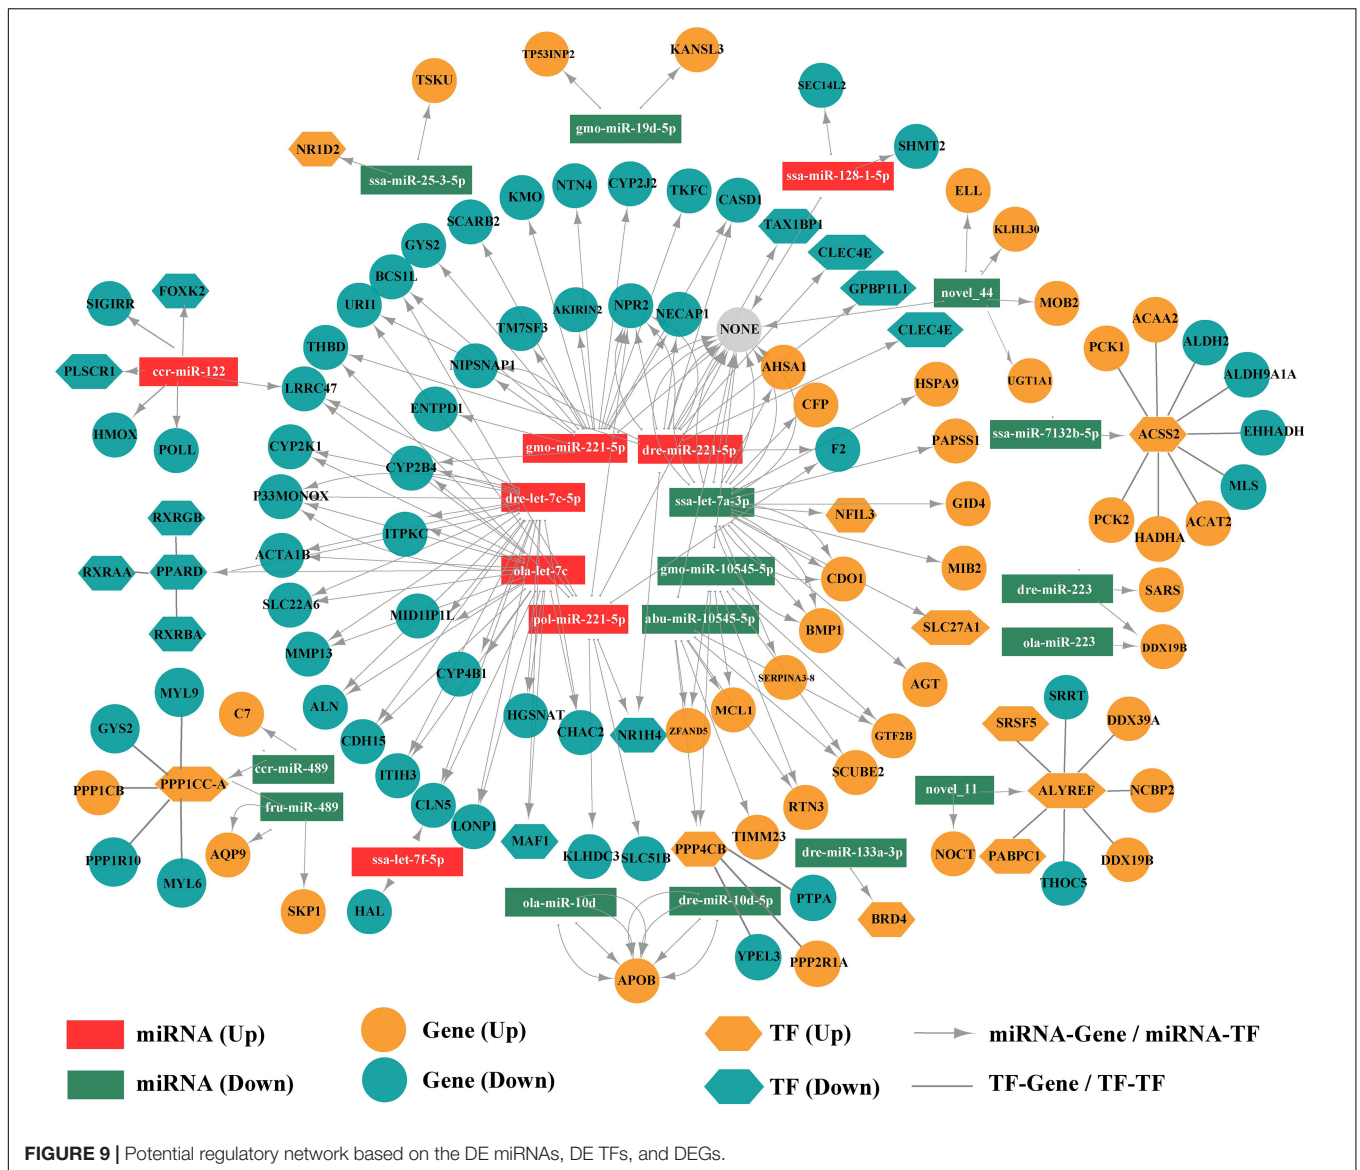 TP53INP2
KANSL3
TSKU
SEC14L2
gmo-miR-19d-5p
NR1D2
SHMT2
ssa-miR-25-3-5p
ssa-miR-128-1-5p
KMO
NTN4
CYP2J2
TKFC
CASD1
ELL
SCARB2
TAX1BP1
KLHL30
GYS2
CLEC4E
BCS1L
GPBP1L1
novel_44
FOXK2
SIGIRR
URI1
AKIRIN2
NPR2
NECAP1
MOB2
TM7SF3
NONE
CLEC4E
ACAA2
THBD
ALDH2
PCK1
NIPSNAP1
AHSA1
PLSCR1
ccr-miR-122
LRRC47
HSPA9
UGT1A1
ALDH9A1A
CFP
ENTPD1
HMOX
POLL
CYP2K1
gmo-miR-221-5p
dre-miR-221-5p
F2
PAPSS1
ssa-miR-7132b-5p
ACSS2
EHHADH
CYP2B4
P33MONOX
dre-let-7c-5p
ssa-let-7a-3p
MLS
RXRGB
NFIL3
GID4
PCK2
ACAT2
ITPKC
HADHA
ACTA1B
RXRAA
PPARD
ola-let-7c
gmo-miR-10545-5p
CDO1
MIB2
SLC22A6
dre-miR-223
SARS
MID1IP1L
pol-miR-221-5p
abu-miR-10545-5p
RXRBA
BMP1
SLC27A1
ola-miR-223
MMP13
DDX19B
CYP4B1
SERPINA3-8
AGT
MYL9
ALN
HGSNAT
MCL1
SRRT
C7
GYS2
CHAC2
NR1H4
ZFAND5
GTF2B
SRSF5
DDX39A
CDH15
ccr-miR-489
SCUBE2
PPP1CB
PPP1CC-A
ITIH3
novel_11
ALYREF
NCBP2
fru-miR-489
CLN5
RTN3
LONP1
MAF1
TIMM23
PPP1R10
AQP9
ssa-let-7f-5p
KLHDC3
SLC51B
PPP4CB
dre-miR-133a-3p
NOCT
PABPC1
DDX19B
MYL6
THOC5
SKP1
HAL
ola-miR-10d
dre-miR-10d-5p
PTPA
BRD4
YPEL3
PPP2R1A
APOB
miRNA (Up)
Gene (Up)
TF (Up)
miRNA-Gene / miRNA-TF
miRNA (Down)
Gene (Down)
TF (Down)
TF-Gene / TF-TF
FIGURE 9 | Potential regulatory network based on the DE miRNAs, DE TFs, and DEGs.